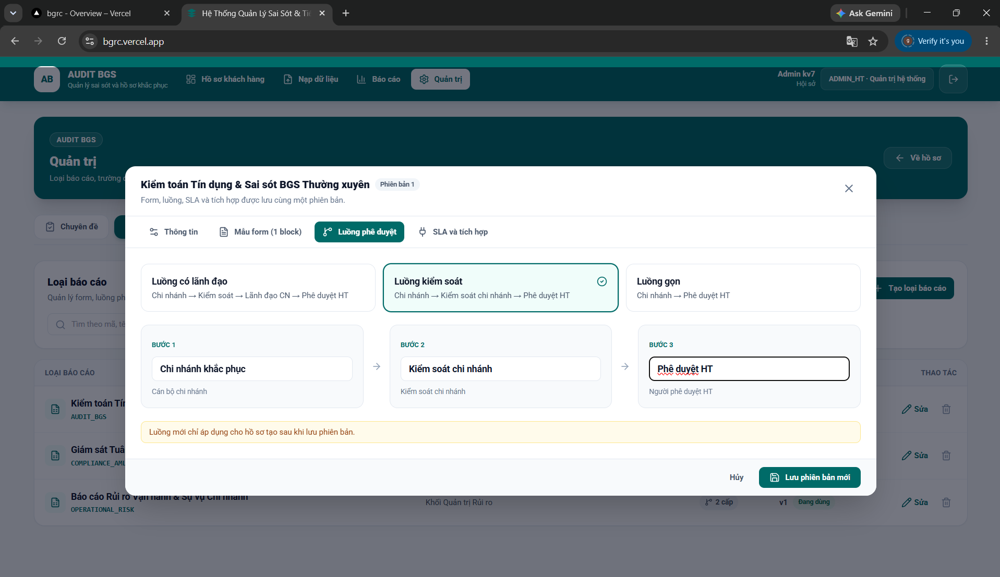 bgrc - Overview – Vercel
Hệ Thống Quản Lý Sai Sót &
Ask Gemini
bgrc.vercel.app
Verify it's you
AB
AUDIT BGS
Quản lý sai sót và hồ sơ khắc phục
Hồ sơ khách hàng
Nạp dữ liệu
Báo cáo
Quản trị
Admin kv7
Hội sở
ADMIN_HT · Quản trị hệ thống
AUDIT BGS
Quản trị
Loại báo cáo, trường
Về hồ sơ
Kiểm toán Tín dụng & Sai sót BGS Thường xuyên
Phiên bản 1
Form, luồng, SLA và tích hợp được lưu cùng một phiên bản.
Chuyên đề
Thông tin
Mẫu form (1 block)
Luồng phê duyệt
SLA và tích hợp
Loại báo cáo
Quản lý form, luồng
Tìm theo mã,
Tạo loại báo cáo
Luồng có lãnh đạo
Chi nhánh → Kiểm soát → Lãnh đạo CN → Phê duyệt HT
Luồng kiểm soát
Chi nhánh → Kiểm soát chi nhánh → Phê duyệt HT
Luồng gọn
Chi nhánh → Phê duyệt HT
BƯỚC 1
Chi nhánh khắc phục
Cán bộ chi nhánh
BƯỚC 2
Kiểm soát chi nhánh
Kiểm soát chi nhánh
BƯỚC 3
Phê duyệt HT
Người phê duyệt HT
Luồng mới chỉ áp dụng cho hồ sơ tạo sau khi lưu phiên bản.
Hủy
Lưu phiên bản mới
LOẠI BÁO CÁO
THAO TÁC
Kiểm toán
AUDIT_BGS
Sửa
Giám sát
COMPLIANCE_AML
Sửa
Báo cáo Rủi ro Vận hành & Sự vụ Chi nhánh
OPERATIONAL_RISK
Khối Quản trị Rủi ro
2 cấp
v1
Đang dùng
Sửa